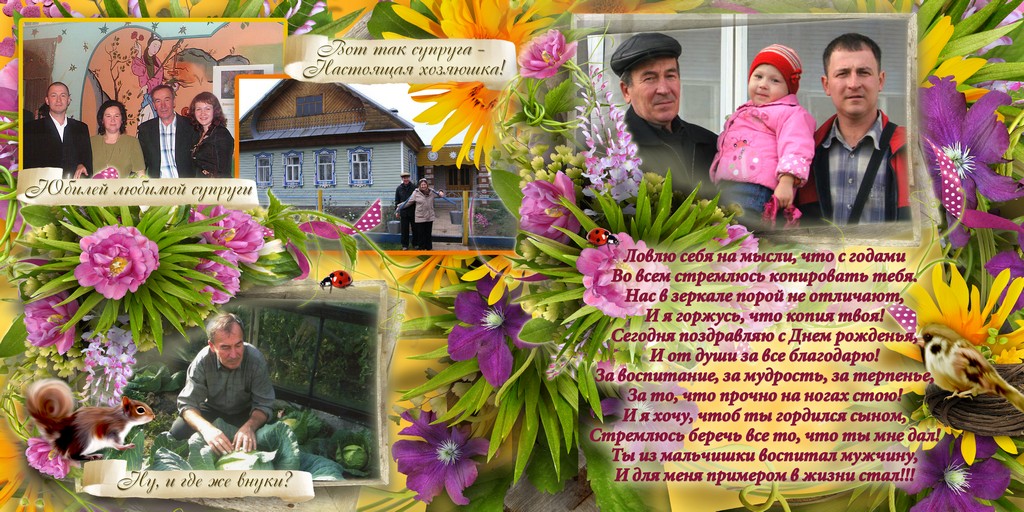 Вот так супруга –
Настоящая хозяюшка!
Юбилей любимой супруги
Ну, и где же внуки?
Ловлю себя на мысли, что с годами
Во всем стремлюсь копировать тебя.
Нас в зеркале порой не отличают,
И я горжусь, что копия твоя!
Сегодня поздравляю с Днем рожденья,
И от души за все благодарю!
За воспитание, за мудрость, за терпенье,
За то, что прочно на ногах стою!
И я хочу, чтоб ты гордился сыном,
Стремлюсь беречь все то, что ты мне дал!
Ты из мальчишки воспитал мужчину,
И для меня примером в жизни стал!!!